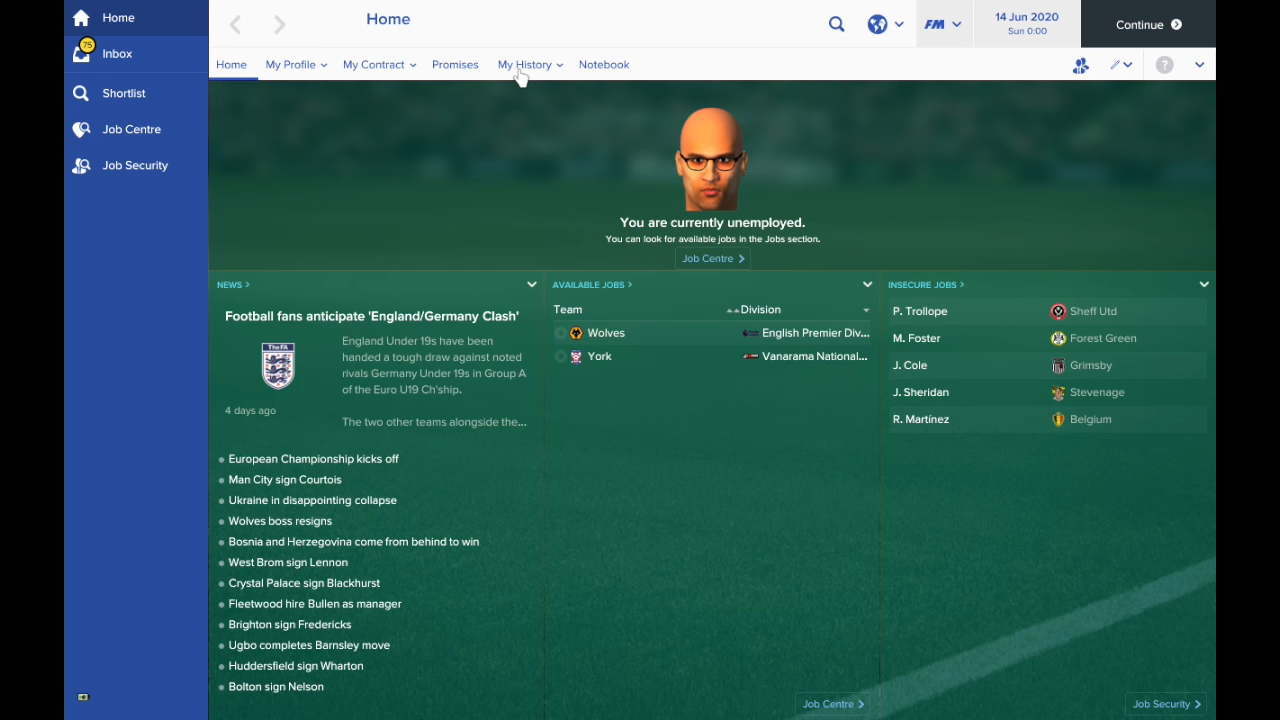 Home
75
Inbox
Shortlist
Job Centre
Job Security
Home
FM
14 Jun 2020
Sun 0:00
Continue
Home
My Profile
My Contract
Promises
My History
Notebook
?
You are currently unemployed.
You can look for available jobs in the Jobs section.
Job Centre
NEWS
Football fans anticipate 'England/Germany Clash'
The FA
England Under 19s have been
handed a tough draw against noted
rivals Germany Under 19s in Group A
of the Euro U19 Ch'ship.
4 days ago
The two other teams alongside the...
European Championship kicks off
Man City sign Courtois
Ukraine in disappointing collapse
Wolves boss resigns
Bosnia and Herzegovina come from behind to win
West Brom sign Lennon
Crystal Palace sign Blackhurst
Fleetwood hire Bullen as manager
Brighton sign Fredericks
Ugbo completes Barnsley move
Huddersfield sign Wharton
Bolton sign Nelson
AVAILABLE JOBS
Team Division
Wolves English Premier Div...
York Vanarama National...
Job Centre
INSECURE JOBS
P. Trollope Sheff Utd
M. Foster Forest Green
J. Cole Grimsby
J. Sheridan Stevenage
R. Martínez Belgium
Job Security